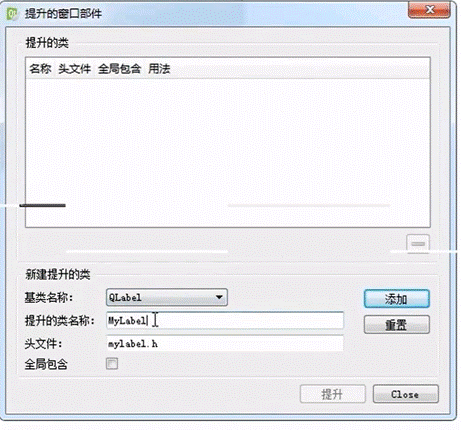 提升的窗口部件
提升的类
名称 头文件 全局包含 用法
新建提升的类
基类名称: QLabel 添加
提升的类名称: MyLabel 重置
头文件: mylabel.h
全局包含
提升 Close